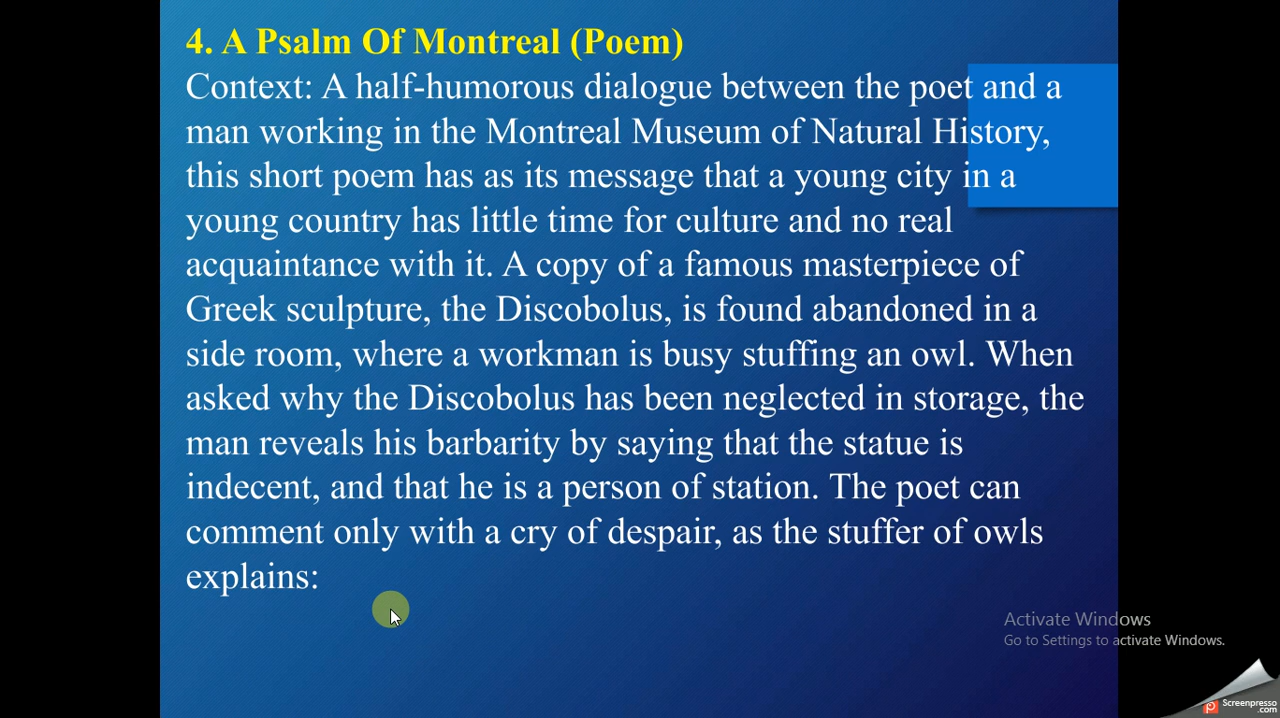 4. A Psalm Of Montreal (Poem)
Context: A half-humorous dialogue between the poet and a
man working in the Montreal Museum of Natural History,
this short poem has as its message that a young city in a
young country has little time for culture and no real
acquaintance with it. A copy of a famous masterpiece of
Greek sculpture, the Discobolus, is found abandoned in a
side room, where a workman is busy stuffing an owl. When
asked why the Discobolus has been neglected in storage, the
man reveals his barbarity by saying that the statue is
indecent, and that he is a person of station. The poet can
comment only with a cry of despair, as the stuffer of owls
explains:
Activate Windows
Go to Settings to activate Windows.
Screenpresso
.com